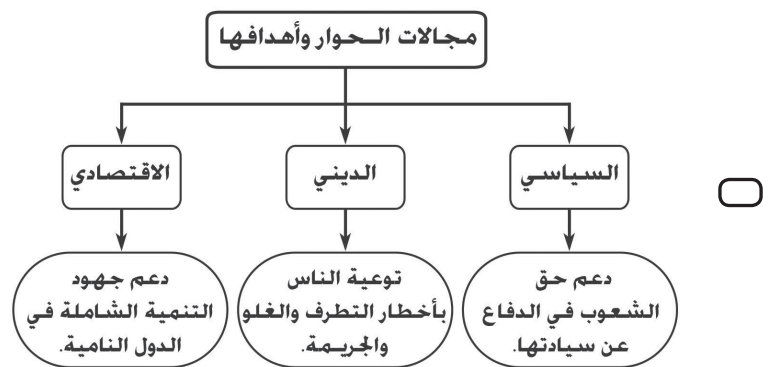 مجالات الحوار وأهدافها
السياسي
الديني
الاقتصادي
دعم حق
الشعوب في الدفاع
عن سيادتها.
توعية الناس
بأخطار التطرف والغلو
والجريمة.
دعم جهود
التنمية الشاملة في
الدول النامية.